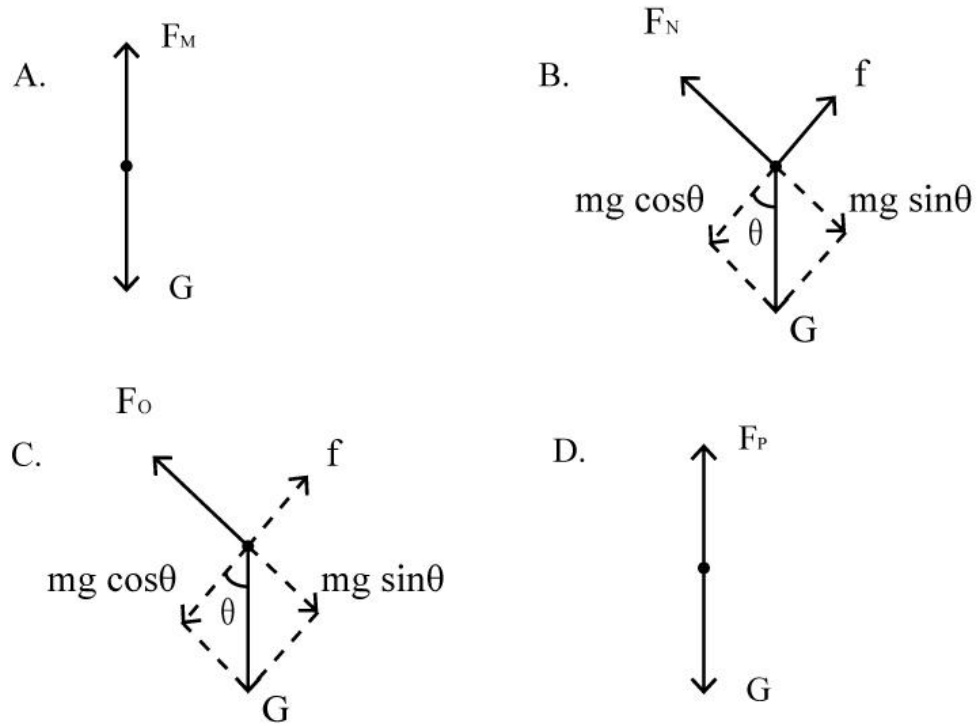 A.
F_M
G
B.
F_N
f
mg cosθ
mg sinθ
θ
G
C.
F_O
f
mg cosθ
mg sinθ
θ
G
D.
F_P
G